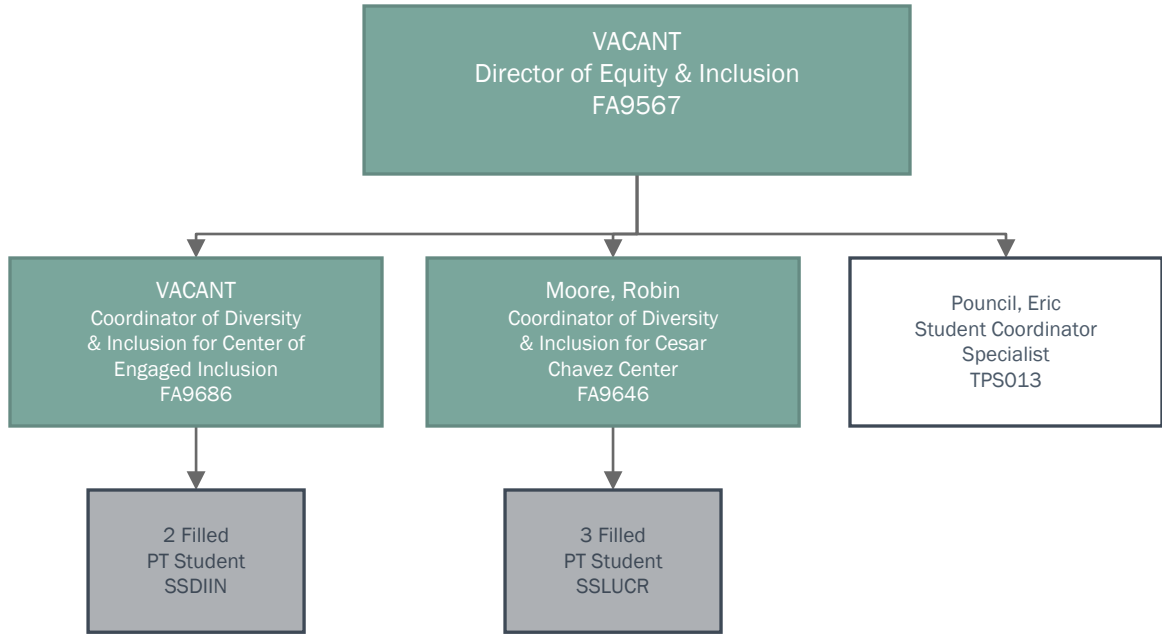 VACANT
Director of Equity & Inclusion
FA9567
VACANT
Coordinator of Diversity
& Inclusion for Center of
Engaged Inclusion
FA9686
Moore, Robin
Coordinator of Diversity
& Inclusion for Cesar
Chavez Center
FA9646
Pouncil, Eric
Student Coordinator
Specialist
TPS013
2 Filled
PT Student
SSDIIN
3 Filled
PT Student
SSLUCR